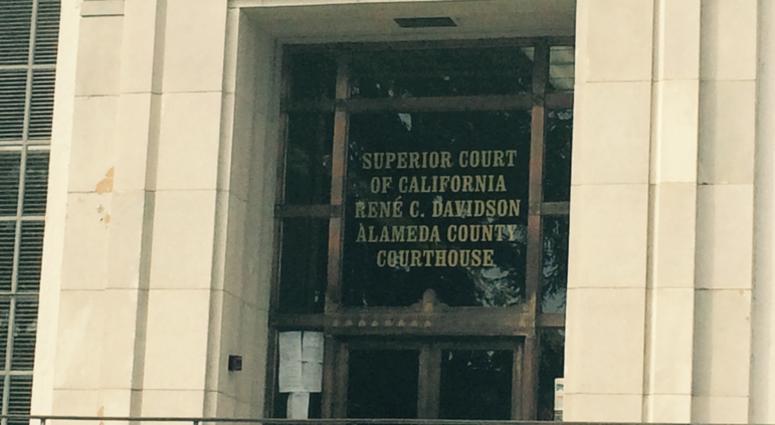 SUPERIOR COURT
OF CALIFORNIA
RENÉ C. DAVIDSON
ALAMEDA COUNTY
COURTHOUSE